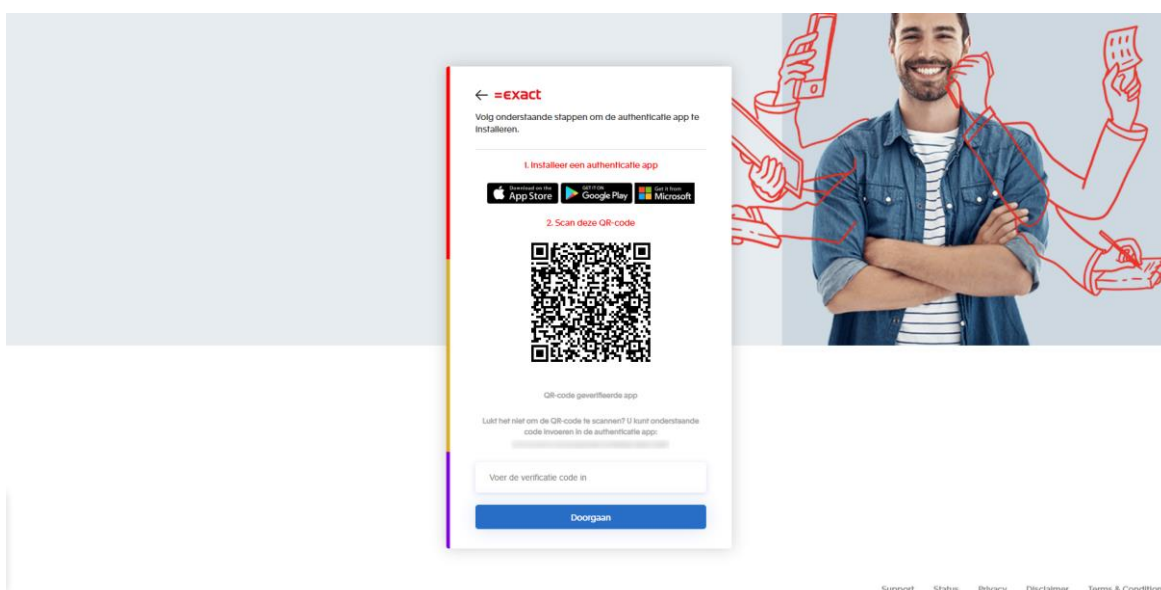 ← =exact
Volg onderstaande stappen om de authenticatie app te
installeren.
1. Installeer een authenticatie app
Download on the
App Store
GET IT ON
Google Play
Get it from
Microsoft
2. Scan deze QR-code
QR-code geverifieerde app
Lukt het niet om de QR-code te scannen? U kunt onderstaande
code invoeren in de authenticatie app:
Voer de verificatie code in
Doorgaan
Support Status Privacy Disclaimer Terms & Condition